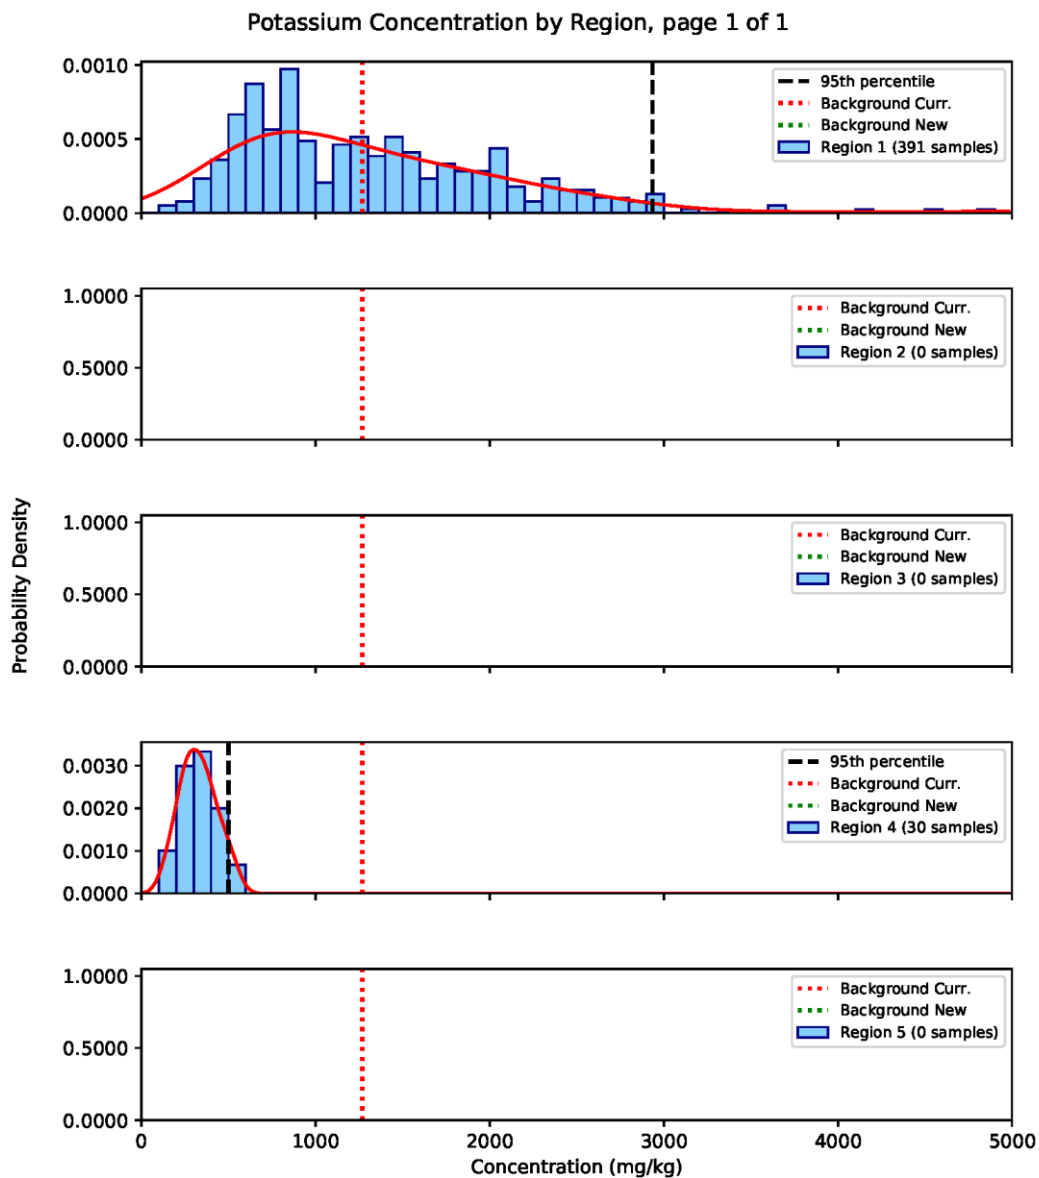 Potassium Concentration by Region, page 1 of 1
0.0010
0.0005
0.0000
95th percentile
Background Curr.
Background New
Region 1 (391 samples)
1.0000
0.5000
0.0000
Background Curr.
Background New
Region 2 (0 samples)
Probability Density
1.0000
0.5000
0.0000
Background Curr.
Background New
Region 3 (0 samples)
0.0030
0.0020
0.0010
0.0000
95th percentile
Background Curr.
Background New
Region 4 (30 samples)
1.0000
0.5000
0.0000
Background Curr.
Background New
Region 5 (0 samples)
0 1000 2000 3000 4000 5000
Concentration (mg/kg)